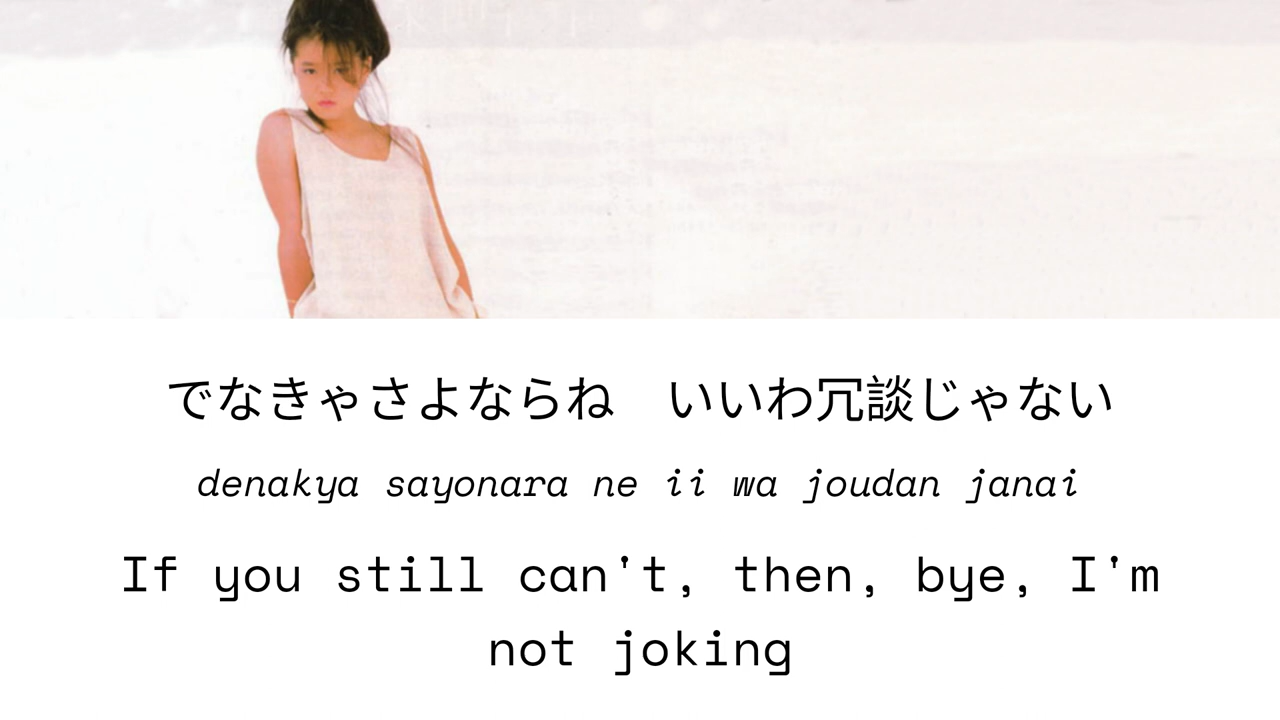 でなきゃさよならね　いいわ冗談じゃない
denakya sayonara ne ii wa joudan janai
If you still can't, then, bye, I'm
not joking